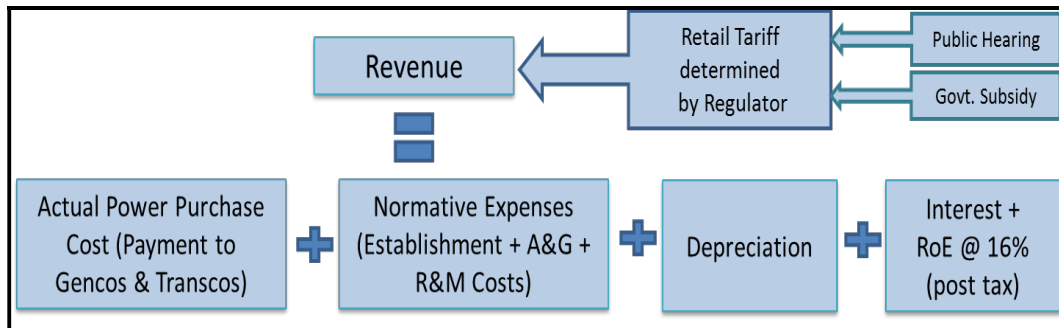 Revenue
Retail Tariff
determined
by Regulator
Public Hearing
Govt. Subsidy
Actual Power Purchase
Cost (Payment to
Gencos & Transcos)
Normative Expenses
(Establishment + A&G +
R&M Costs)
Depreciation
Interest +
RoE @ 16%
(post tax)